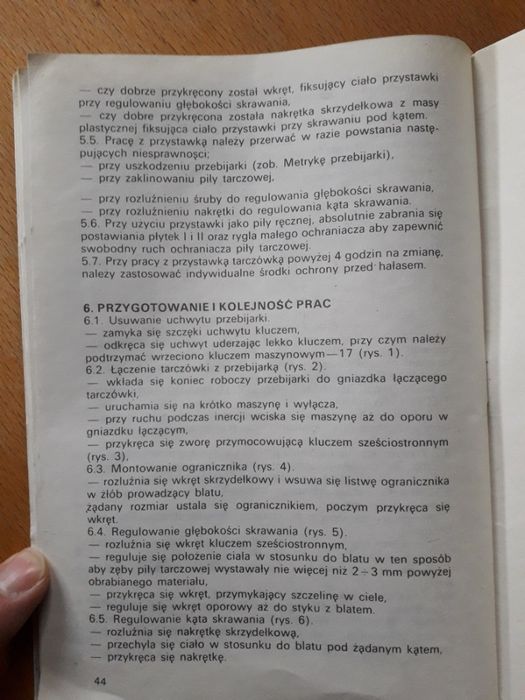 — czy dobrze przykręcony został wkręt, fiksujący ciało przystawki
przy regulowaniu głębokości skrawania,
— czy dobre przykręcona została nakrętka skrzydełkowa z masy
plastycznej fiksująca ciało przystawki przy skrawaniu pod kątem.
5.5. Pracę z przystawką należy przerwać w razie powstania nastę-
pujących niesprawności:
— przy uszkodzeniu przebijarki (zob. Metrykę przebijarki),
— przy zaklinowaniu piły tarczowej,
— przy rozluźnieniu śruby do regulowania głębokości skrawania,
— przy rozluźnieniu nakrętki do regulowania kąta skrawania.
5.6. Przy użyciu przystawki jako piły ręcznej, absolutnie zabrania się
postawiania płytek I i II oraz rygla małego ochraniacza aby zapewnić
swobodny ruch ochraniacza piły tarczowej.
5.7. Przy pracy z przystawką tarczówką powyżej 4 godzin na zmianę,
należy zastosować indywidualne środki ochrony przed hałasem.
6. PRZYGOTOWANIE I KOLEJNOŚĆ PRAC
6.1. Usuwanie uchwytu przebijarki.
— zamyka się szczęki uchwytu kluczem,
— odkręca się uchwyt uderzając lekko kluczem, przy czym należy
podtrzymać wrzeciono kluczem maszynowym—17 (rys. 1).
6.2. Łączenie tarczówki z przebijarką (rys. 2).
— wkłada się koniec roboczy przebijarki do gniazdka łączącego
tarczówki,
— uruchamia się na krótko maszynę i wyłącza,
— przy ruchu podczas inercji wciska się maszynę aż do oporu w
gniazdku łączącym,
— przykręca się zworę przymocowującą kluczem sześciostronnym
(rys. 3),
6.3. Montowanie ogranicznika (rys. 4).
— rozluźnia się wkręt skrzydełkowy i wsuwa się listwę ogranicznika
w żłób prowadzący blatu,
żądany rozmiar ustala się ogranicznikiem, poczym przykręca się
wkręt.
6.4. Regulowanie głębokości skrawania (rys. 5).
— rozluźnia się wkręt kluczem sześciostronnym,
— reguluje się położenie ciała w stosunku do blatu w ten sposób
aby zęby piły tarczowej wystawały nie więcej niż 2÷3 mm powyżej
obrabianego materiału,
— przykręca się wkręt, przymykający szczelinę w ciele,
— reguluje się wkręt oporowy aż do styku z blatem.
6.5. Regulowanie kąta skrawania (rys. 6).
— rozluźnia się nakrętkę skrzydełkową,
— przechyla się ciało w stosunku do blatu pod żądanym kątem,
— przykręca się nakrętkę.
44